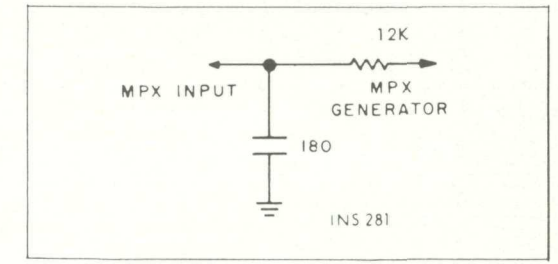 12K
MPX INPUT
MPX
GENERATOR
180
INS 281